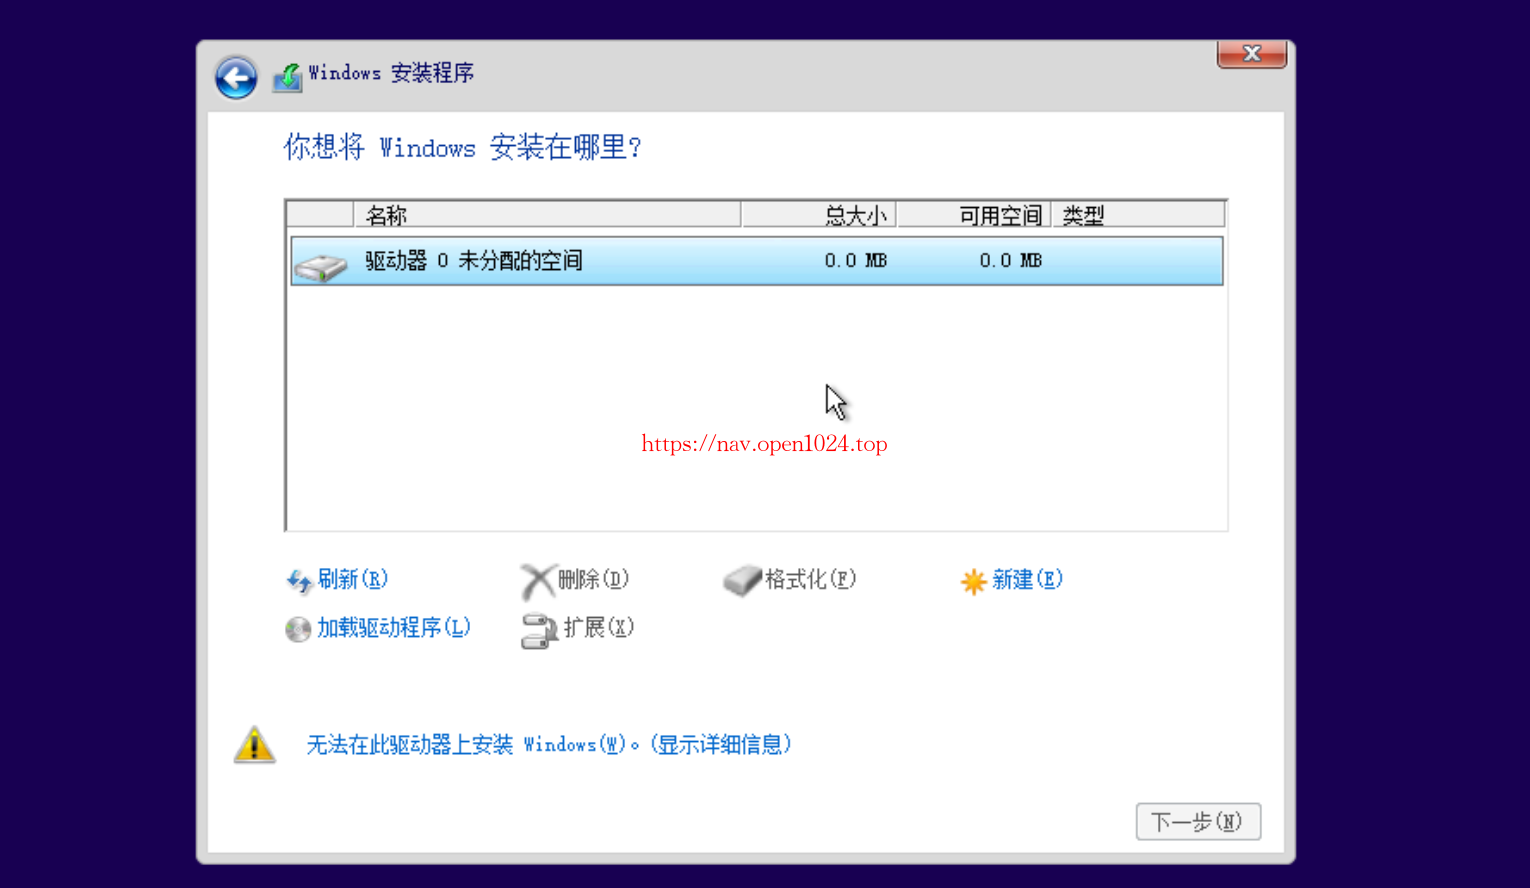 Windows 安装程序
你想将 Windows 安装在哪里?
名称 总大小 可用空间 类型
驱动器 0 未分配的空间 0.0 MB 0.0 MB
https://nav.open1024.top
刷新(R) 删除(D) 格式化(F) 新建(E)
加载驱动程序(L) 扩展(X)
无法在此驱动器上安装 Windows(W)。(显示详细信息)
下一步(N)